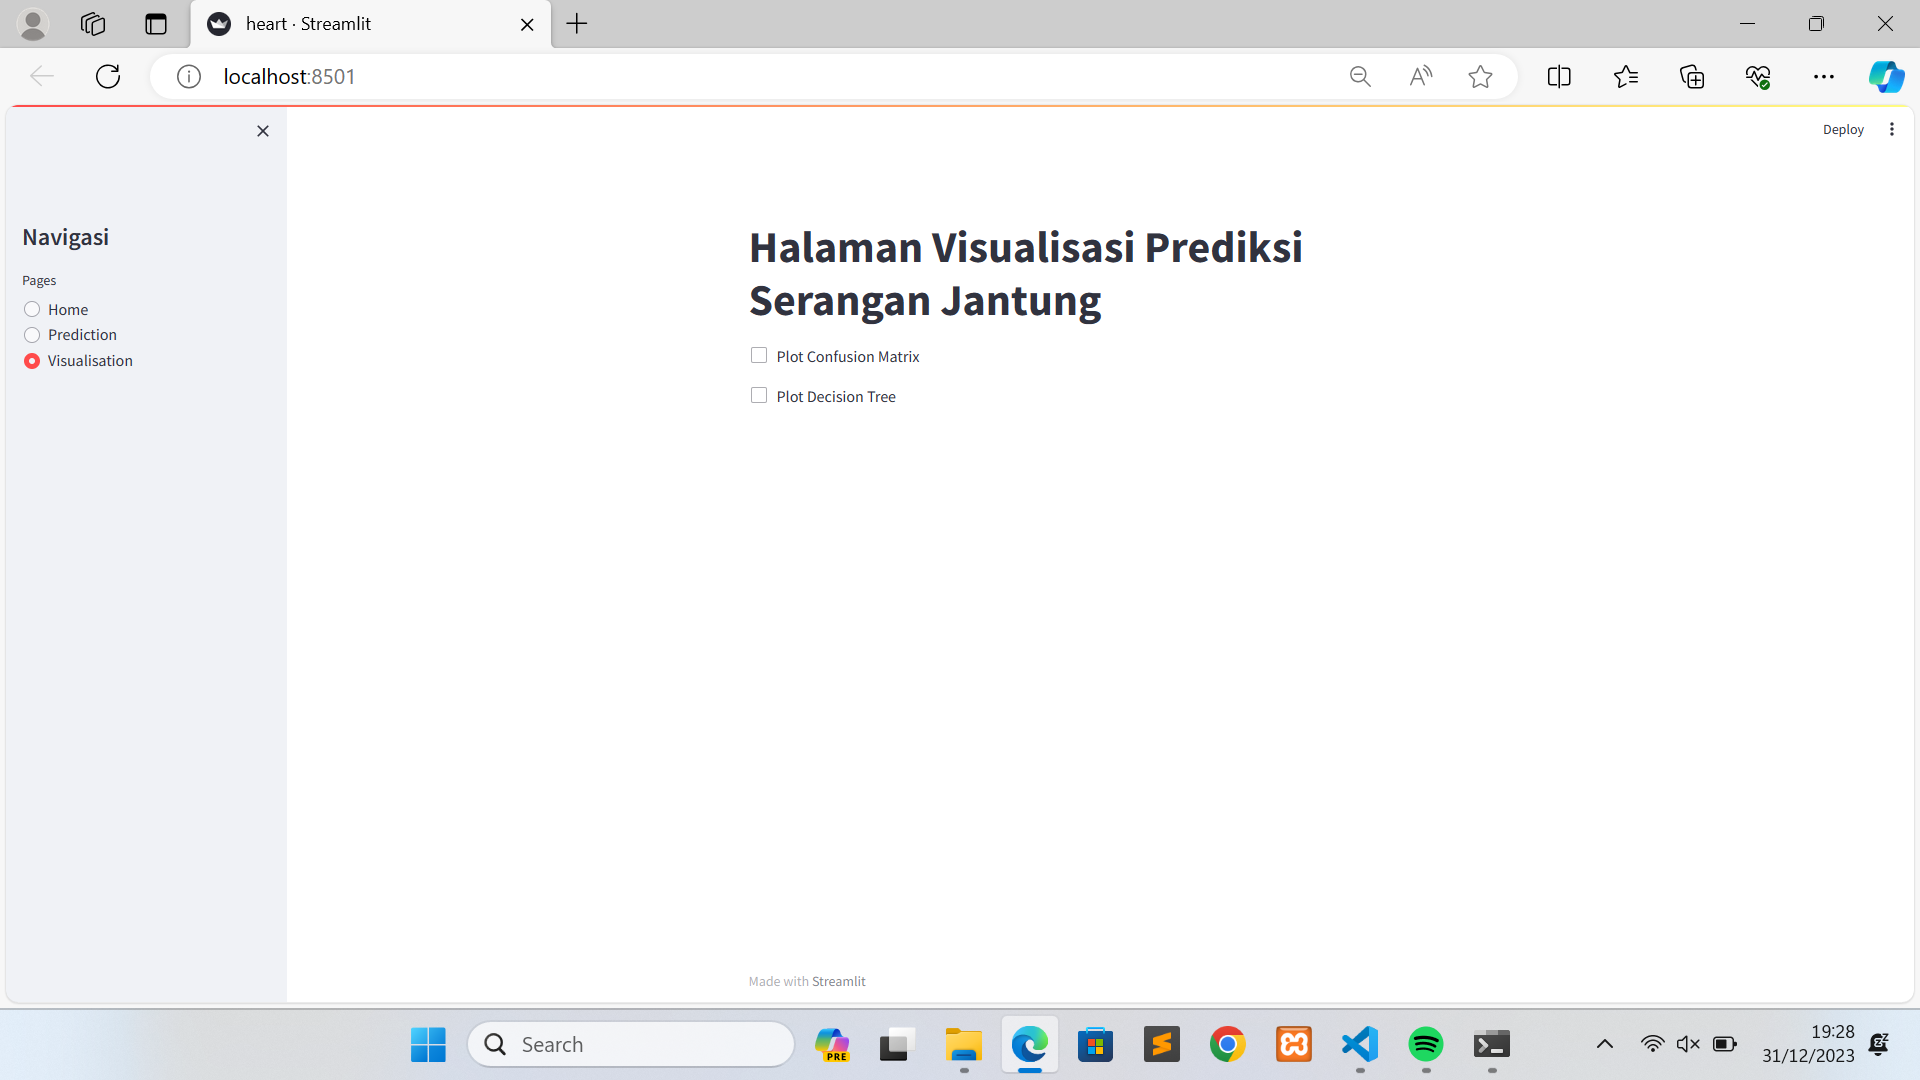 heart · Streamlit
localhost:8501
Deploy
Navigasi
Pages
Home
Prediction
Visualisation
Halaman Visualisasi Prediksi
Serangan Jantung
Plot Confusion Matrix
Plot Decision Tree
Made with Streamlit
Search
PRE
19:28
31/12/2023